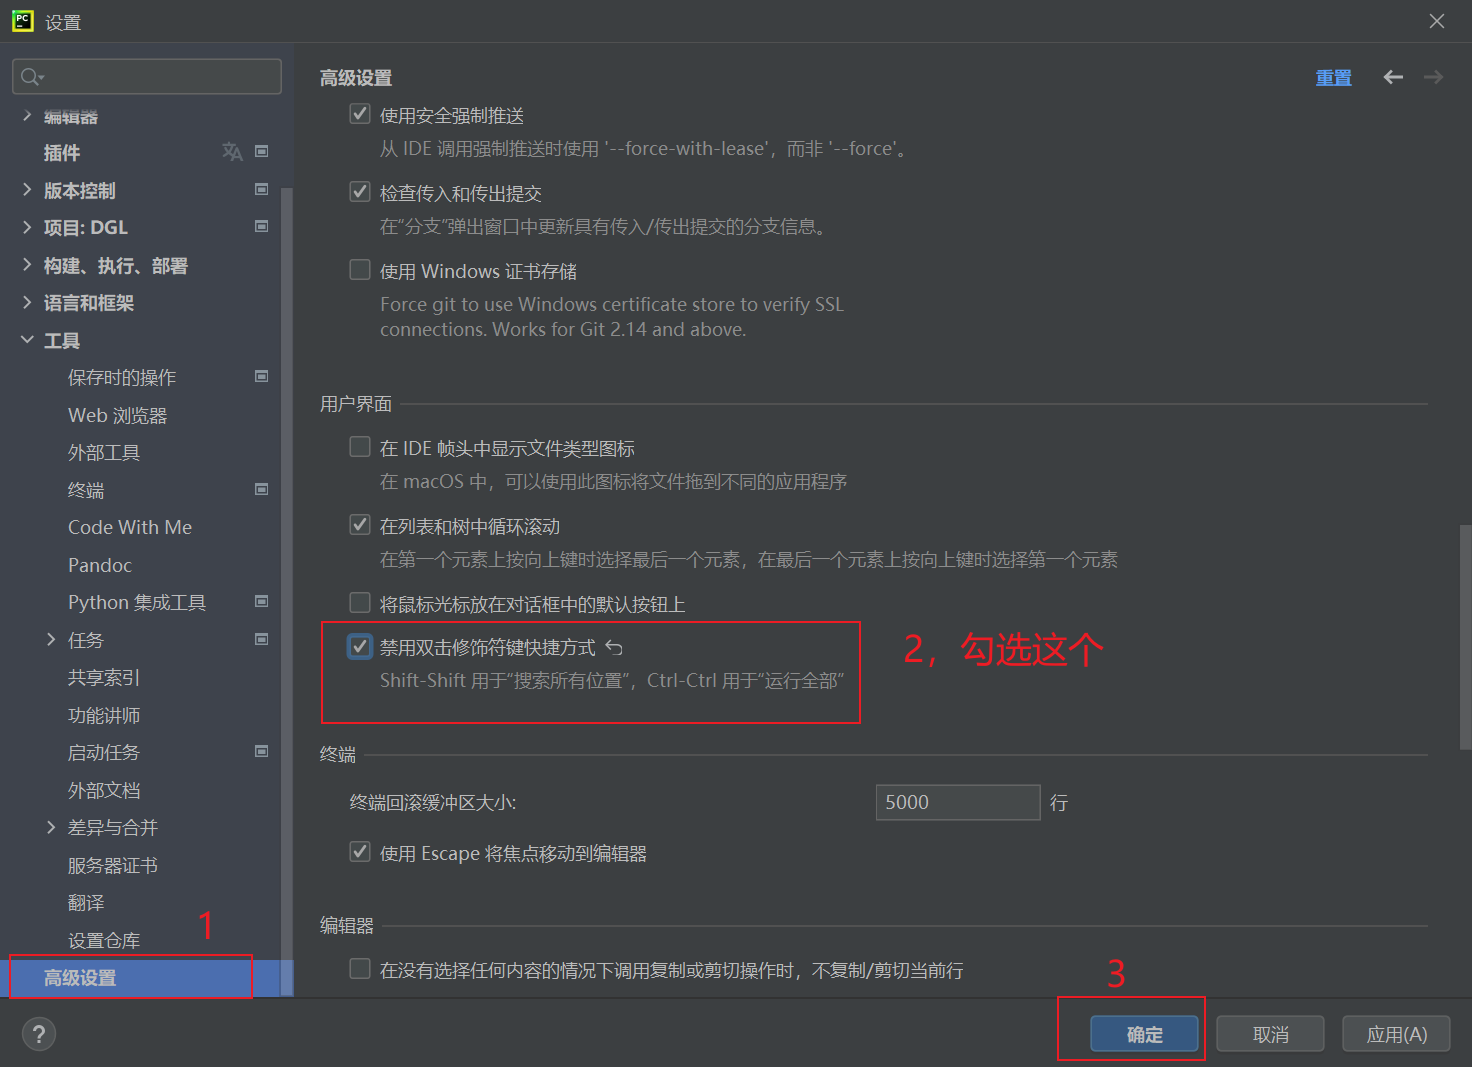 PC 设置
编辑器
插件
版本控制
项目: DGL
构建、执行、部署
语言和框架
工具
保存时的操作
Web 浏览器
外部工具
终端
Code With Me
Pandoc
Python 集成工具
任务
共享索引
功能讲师
启动任务
外部文档
差异与合并
服务器证书
翻译
设置仓库
1
高级设置
高级设置
重置
使用安全强制推送
从 IDE 调用强制推送时使用 '--force-with-lease'，而非 '--force'。
检查传入和传出提交
在“分支”弹出窗口中更新具有传入/传出提交的分支信息。
使用 Windows 证书存储
Force git to use Windows certificate store to verify SSL
connections. Works for Git 2.14 and above.
用户界面
在 IDE 帧头中显示文件类型图标
在 macOS 中，可以使用此图标将文件拖到不同的应用程序
在列表和树中循环滚动
在第一个元素上按向上键时选择最后一个元素，在最后一个元素上按向上键时选择第一个元素
将鼠标光标放在对话框中的默认按钮上
禁用双击修饰符键快捷方式
Shift-Shift 用于“搜索所有位置”，Ctrl-Ctrl 用于“运行全部”
2，勾选这个
终端
终端回滚缓冲区大小: 5000 行
使用 Escape 将焦点移动到编辑器
编辑器
在没有选择任何内容的情况下调用复制或剪切操作时，不复制/剪切当前行
3
? 确定 取消 应用(A)